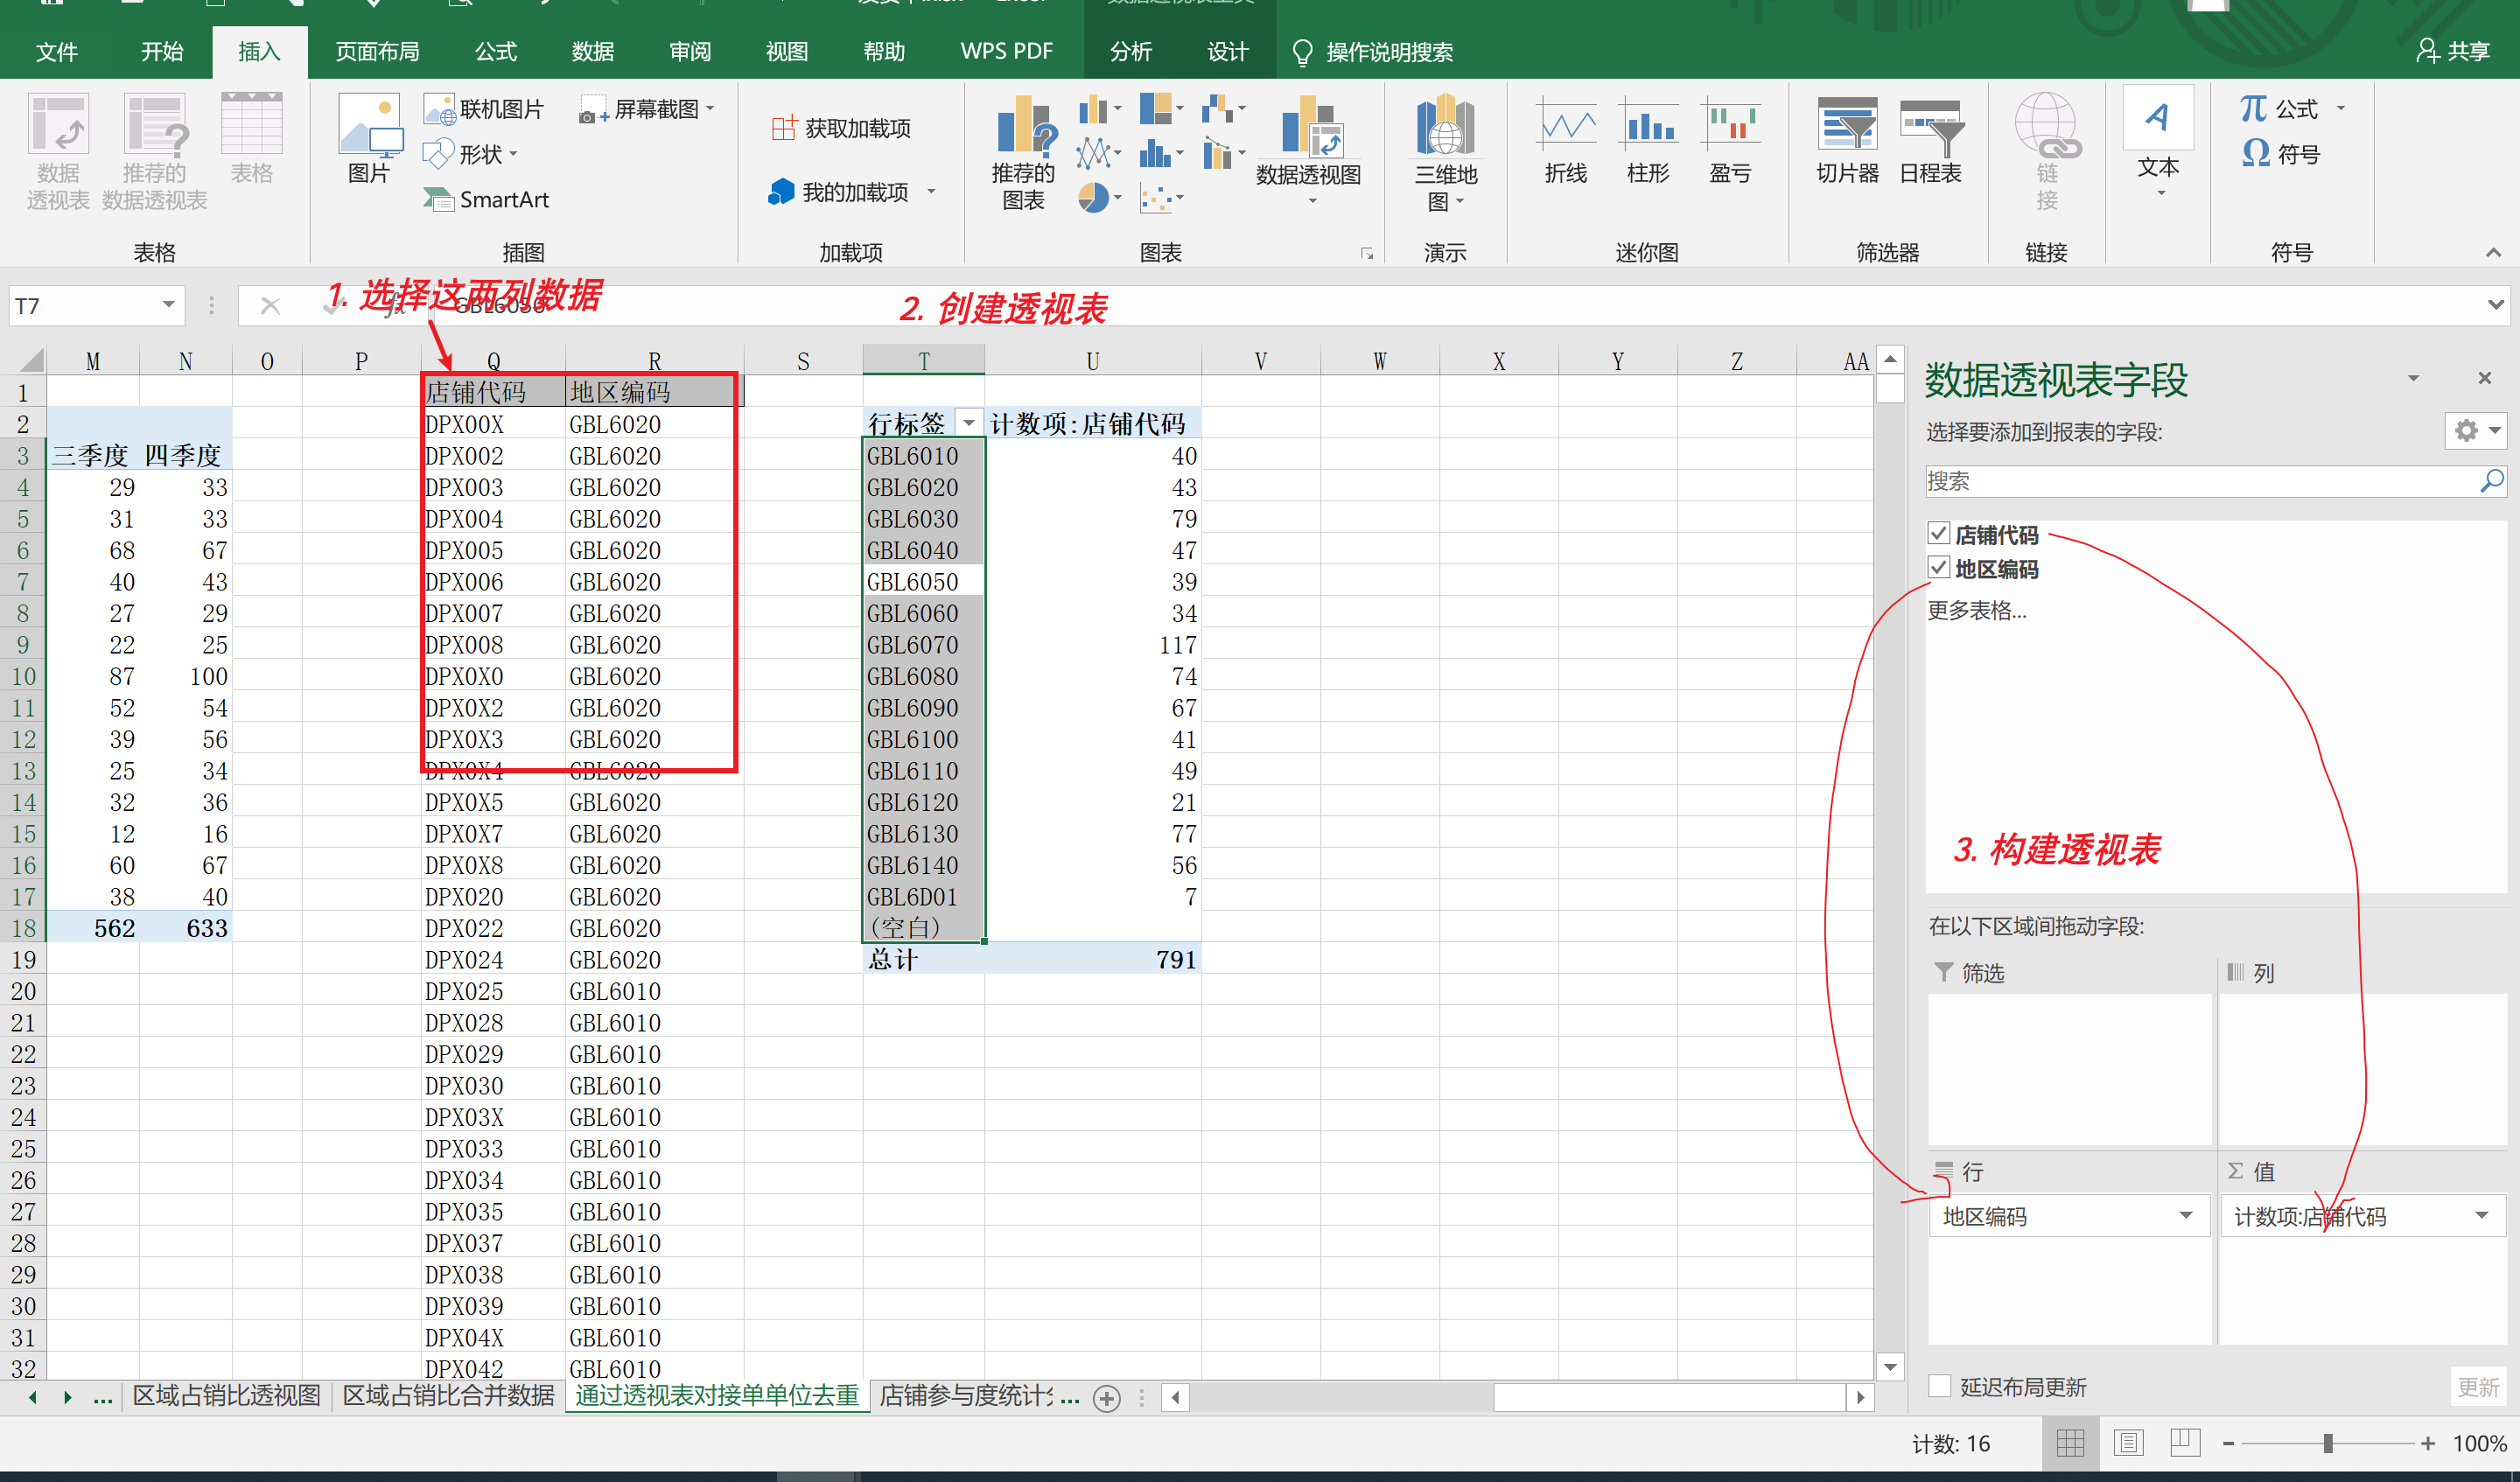 文件 开始 插入 页面布局 公式 数据 审阅 视图 帮助 WPS PDF 分析 设计 操作说明搜索 共享
数据透视表 推荐的数据透视表 表格 图片 联机图片 形状 SmartArt 屏幕截图 获取加载项 我的加载项 推荐的图表 数据透视图 三维地图 折线 柱形 盈亏 切片器 日程表 链接 文本 公式 符号
表格 插图 加载项 图表 演示 迷你图 筛选器 链接 符号
1. 选择这两列数据
2. 创建透视表
T7 fx GBL6050
M N O P Q R S T U V W X Y Z AA
1 店铺代码 地区编码
2 DPX00X GBL6020 行标签 计数项:店铺代码
3 三季度 四季度 DPX002 GBL6020 GBL6010 40
4 29 33 DPX003 GBL6020 GBL6020 43
5 31 33 DPX004 GBL6020 GBL6030 79
6 68 67 DPX005 GBL6020 GBL6040 47
7 40 43 DPX006 GBL6020 GBL6050 39
8 27 29 DPX007 GBL6020 GBL6060 34
9 22 25 DPX008 GBL6020 GBL6070 117
10 87 100 DPX0X0 GBL6020 GBL6080 74
11 52 54 DPX0X2 GBL6020 GBL6090 67
12 39 56 DPX0X3 GBL6020 GBL6100 41
13 25 34 DPX0X4 GBL6020 GBL6110 49
14 32 36 DPX0X5 GBL6020 GBL6120 21
15 12 16 DPX0X7 GBL6020 GBL6130 77
16 60 67 DPX0X8 GBL6020 GBL6140 56
17 38 40 DPX020 GBL6020 GBL6D01 7
18 562 633 DPX022 GBL6020 (空白)
19 DPX024 GBL6020 总计 791
20 DPX025 GBL6010
21 DPX028 GBL6010
22 DPX029 GBL6010
23 DPX030 GBL6010
24 DPX03X GBL6010
25 DPX033 GBL6010
26 DPX034 GBL6010
27 DPX035 GBL6010
28 DPX037 GBL6010
29 DPX038 GBL6010
30 DPX039 GBL6010
31 DPX04X GBL6010
32 DPX042 GBL6010
数据透视表字段
选择要添加到报表的字段:
搜索
店铺代码
地区编码
更多表格...
3. 构建透视表
在以下区域间拖动字段:
筛选 列
行 Σ 值
地区编码 计数项:店铺代码
延迟布局更新 更新
... 区域占销比透视图 区域占销比合并数据 通过透视表对接单单位去重 店铺参与度统计 ...
计数: 16 100%